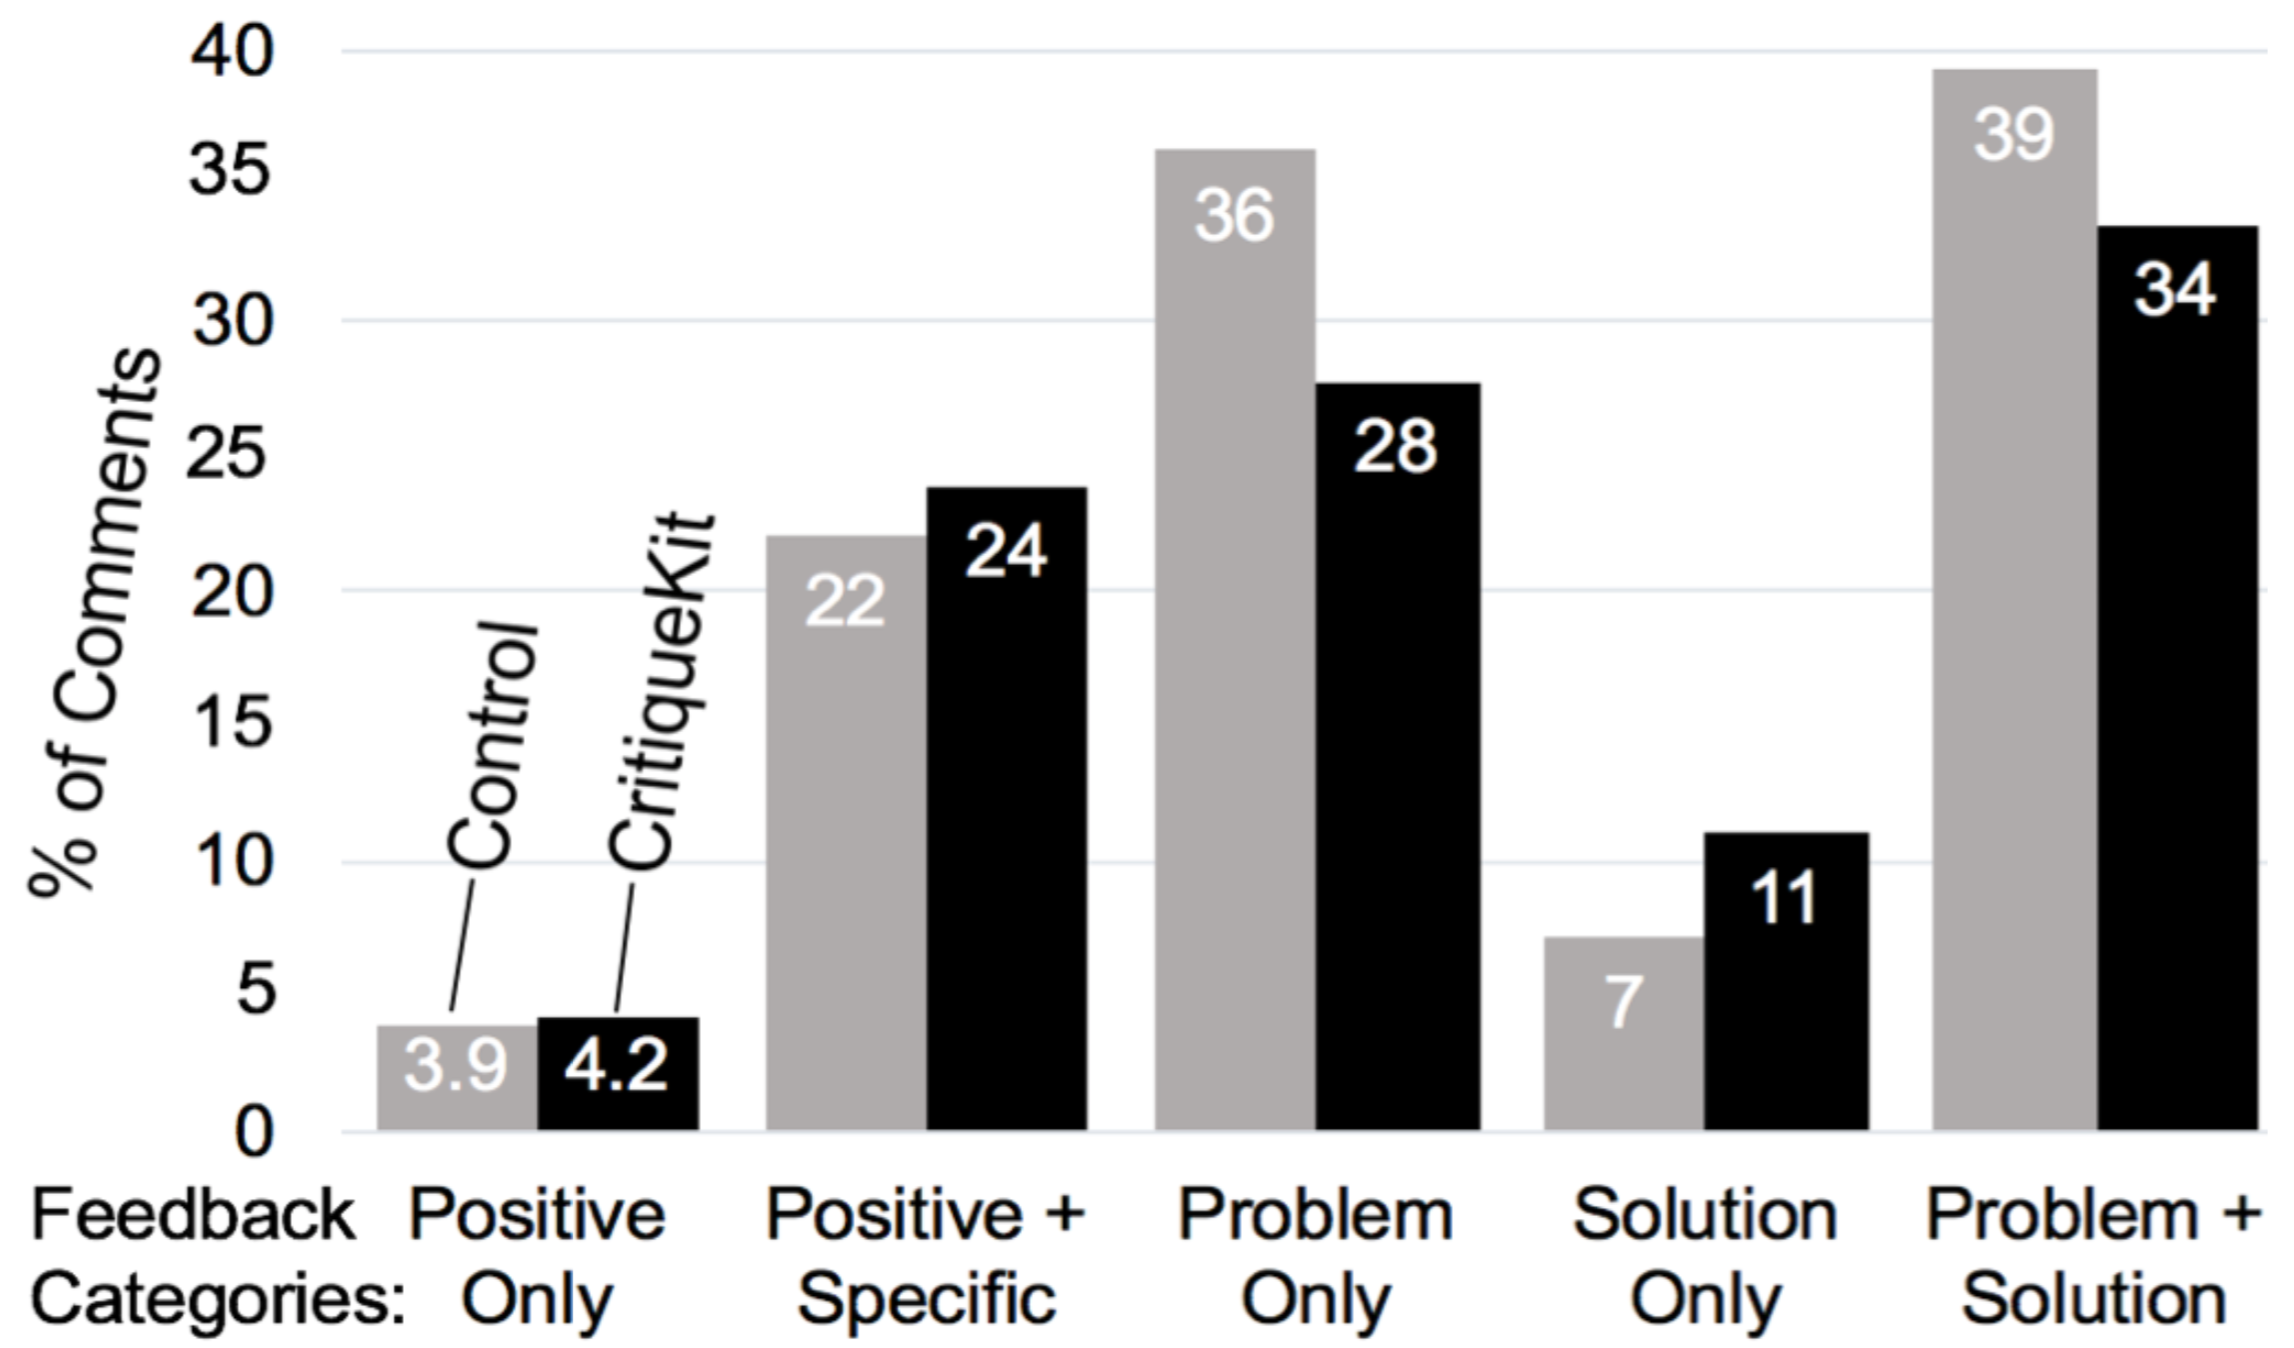 40
35
30
25
20
15
10
5
0
% of Comments
Control
CritiqueKit
3.9
4.2
22
24
36
28
7
11
39
34
Feedback Categories:
Positive Only
Positive + Specific
Problem Only
Solution Only
Problem + Solution